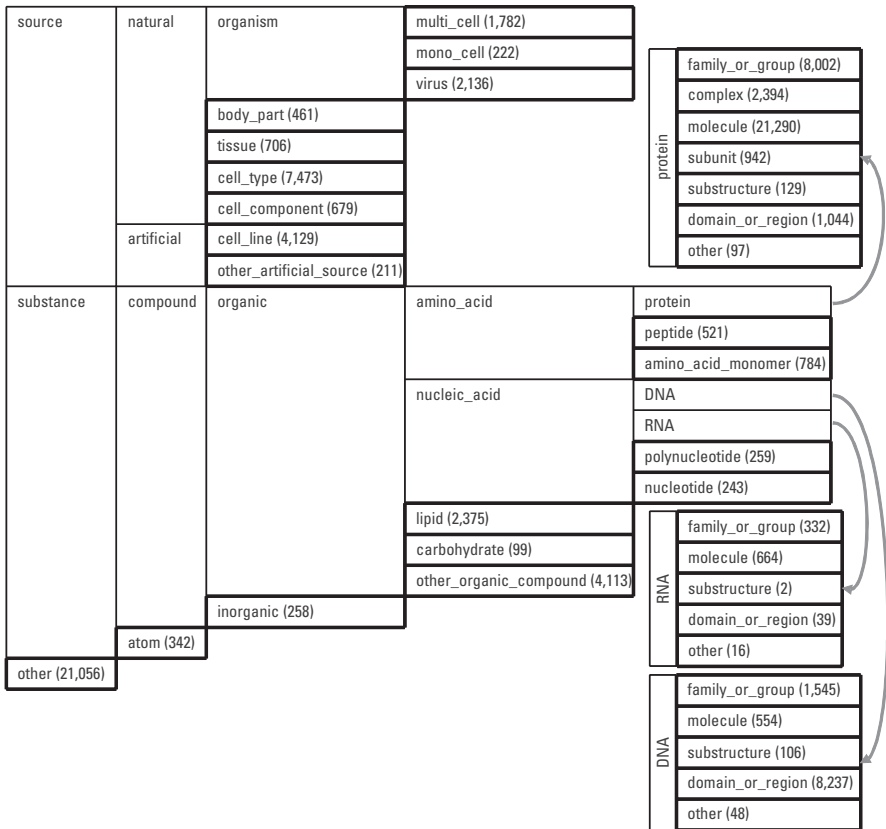 source
natural
organism
multi_cell (1,782)
mono_cell (222)
virus (2,136)
body_part (461)
tissue (706)
cell_type (7,473)
cell_component (679)
artificial
cell_line (4,129)
other_artificial_source (211)
protein
family_or_group (8,002)
complex (2,394)
molecule (21,290)
subunit (942)
substructure (129)
domain_or_region (1,044)
other (97)
substance
compound
organic
amino_acid
protein
peptide (521)
amino_acid_monomer (784)
nucleic_acid
DNA
RNA
polynucleotide (259)
nucleotide (243)
lipid (2,375)
carbohydrate (99)
other_organic_compound (4,113)
inorganic (258)
atom (342)
other (21,056)
RNA
family_or_group (332)
molecule (664)
substructure (2)
domain_or_region (39)
other (16)
DNA
family_or_group (1,545)
molecule (554)
substructure (106)
domain_or_region (8,237)
other (48)